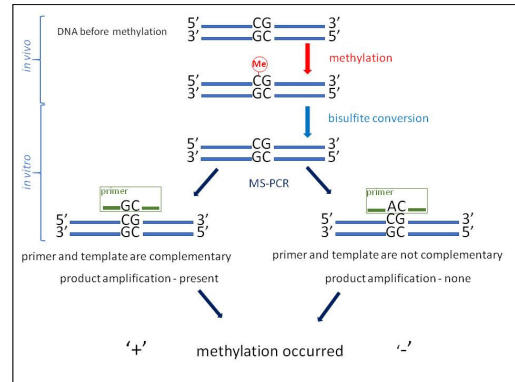 in vivo
DNA before methylation
5’ CG 3’
3’ GC 5’
methylation
Me
5’ CG 3’
3’ GC 5’
bisulfite conversion
in vitro
5’ CG 3’
3’ GC 5’
MS-PCR
primer
GC
5’ CG 3’
3’ GC 5’
primer and template are complementary
product amplification - present
primer
AC
5’ CG 3’
3’ GC 5’
primer and template are not complementary
product amplification - none
‘+’ methylation occurred ‘-’